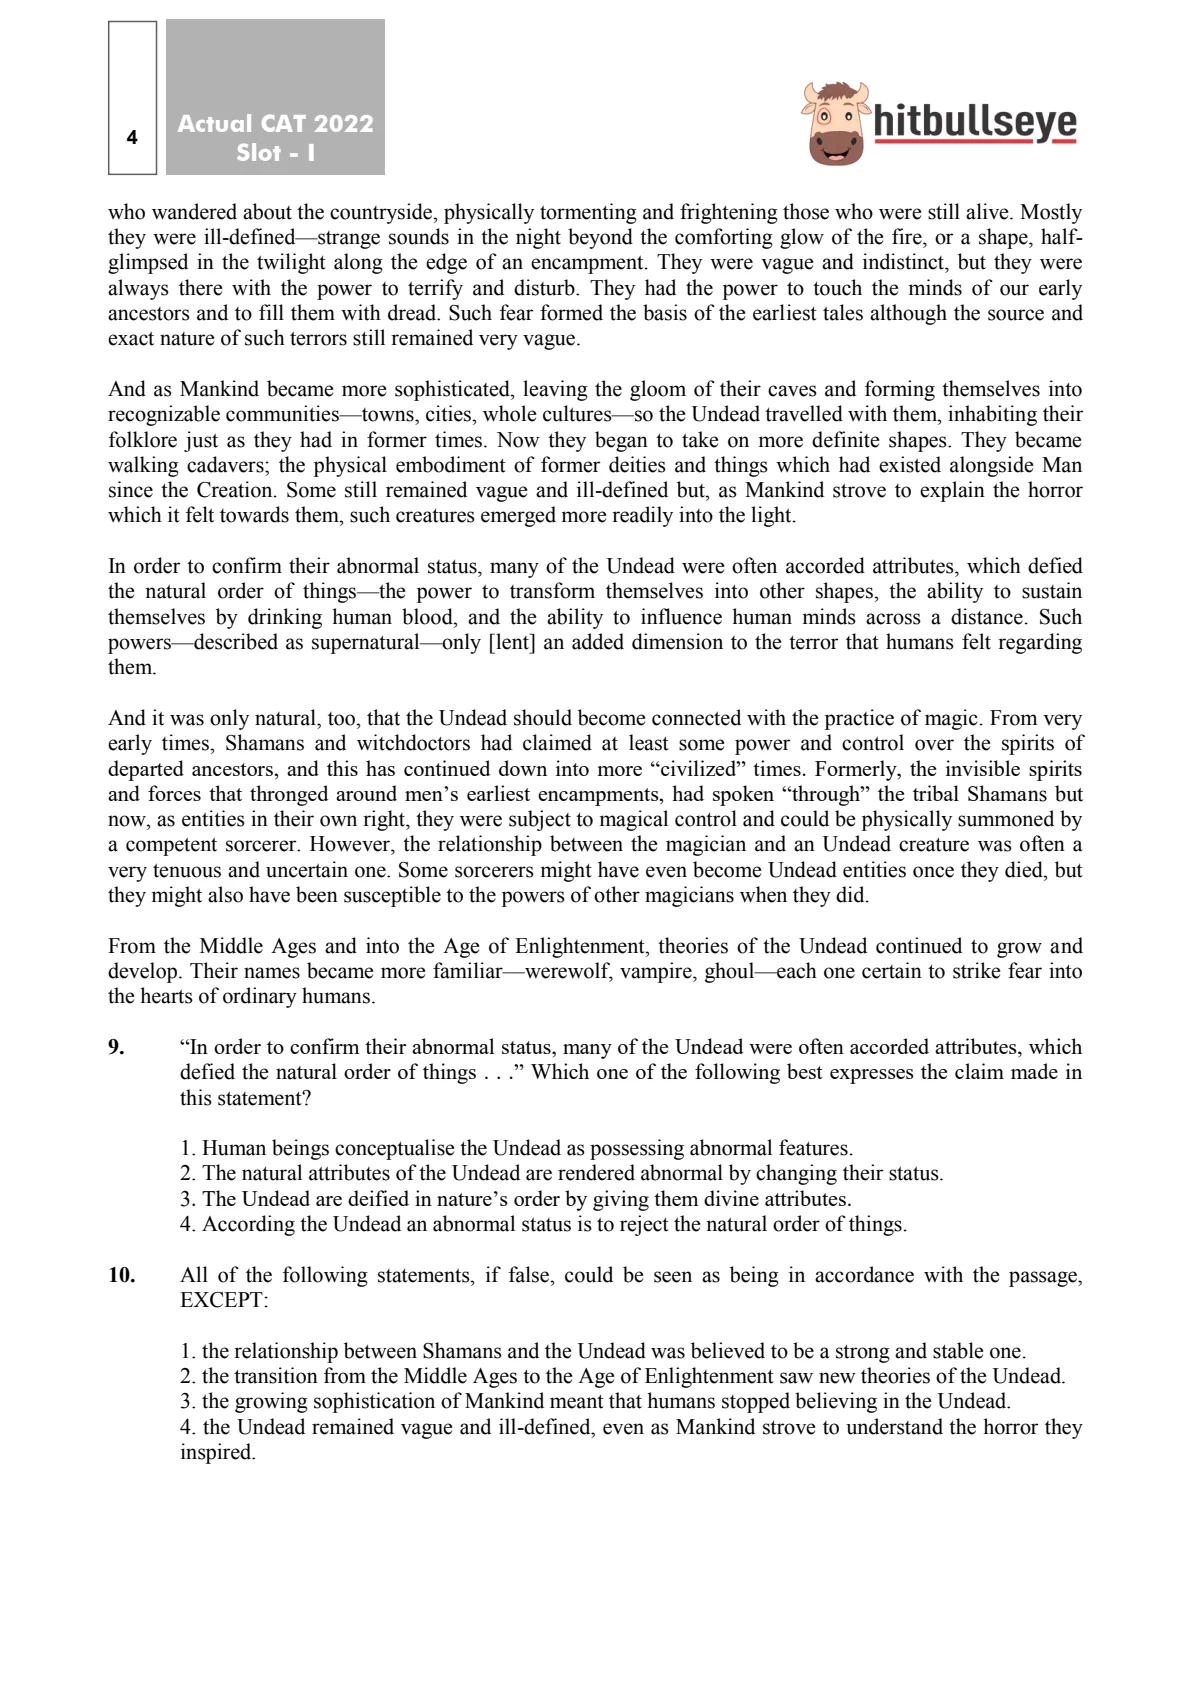 4
Actual CAT 2022
Slot - I
hitbullseye
who wandered about the countryside, physically tormenting and frightening those who were still alive. Mostly
they were ill-defined—strange sounds in the night beyond the comforting glow of the fire, or a shape, half-
glimpsed in the twilight along the edge of an encampment. They were vague and indistinct, but they were
always there with the power to terrify and disturb. They had the power to touch the minds of our early
ancestors and to fill them with dread. Such fear formed the basis of the earliest tales although the source and
exact nature of such terrors still remained very vague.
And as Mankind became more sophisticated, leaving the gloom of their caves and forming themselves into
recognizable communities—towns, cities, whole cultures—so the Undead travelled with them, inhabiting their
folklore just as they had in former times. Now they began to take on more definite shapes. They became
walking cadavers; the physical embodiment of former deities and things which had existed alongside Man
since the Creation. Some still remained vague and ill-defined but, as Mankind strove to explain the horror
which it felt towards them, such creatures emerged more readily into the light.
In order to confirm their abnormal status, many of the Undead were often accorded attributes, which defied
the natural order of things—the power to transform themselves into other shapes, the ability to sustain
themselves by drinking human blood, and the ability to influence human minds across a distance. Such
powers—described as supernatural—only [lent] an added dimension to the terror that humans felt regarding
them.
And it was only natural, too, that the Undead should become connected with the practice of magic. From very
early times, Shamans and witchdoctors had claimed at least some power and control over the spirits of
departed ancestors, and this has continued down into more “civilized” times. Formerly, the invisible spirits
and forces that thronged around men’s earliest encampments, had spoken “through” the tribal Shamans but
now, as entities in their own right, they were subject to magical control and could be physically summoned by
a competent sorcerer. However, the relationship between the magician and an Undead creature was often a
very tenuous and uncertain one. Some sorcerers might have even become Undead entities once they died, but
they might also have been susceptible to the powers of other magicians when they did.
From the Middle Ages and into the Age of Enlightenment, theories of the Undead continued to grow and
develop. Their names became more familiar—werewolf, vampire, ghoul—each one certain to strike fear into
the hearts of ordinary humans.
9. “In order to confirm their abnormal status, many of the Undead were often accorded attributes, which
defied the natural order of things . . .” Which one of the following best expresses the claim made in
this statement?
1. Human beings conceptualise the Undead as possessing abnormal features.
2. The natural attributes of the Undead are rendered abnormal by changing their status.
3. The Undead are deified in nature’s order by giving them divine attributes.
4. According the Undead an abnormal status is to reject the natural order of things.
10. All of the following statements, if false, could be seen as being in accordance with the passage,
EXCEPT:
1. the relationship between Shamans and the Undead was believed to be a strong and stable one.
2. the transition from the Middle Ages to the Age of Enlightenment saw new theories of the Undead.
3. the growing sophistication of Mankind meant that humans stopped believing in the Undead.
4. the Undead remained vague and ill-defined, even as Mankind strove to understand the horror they
inspired.